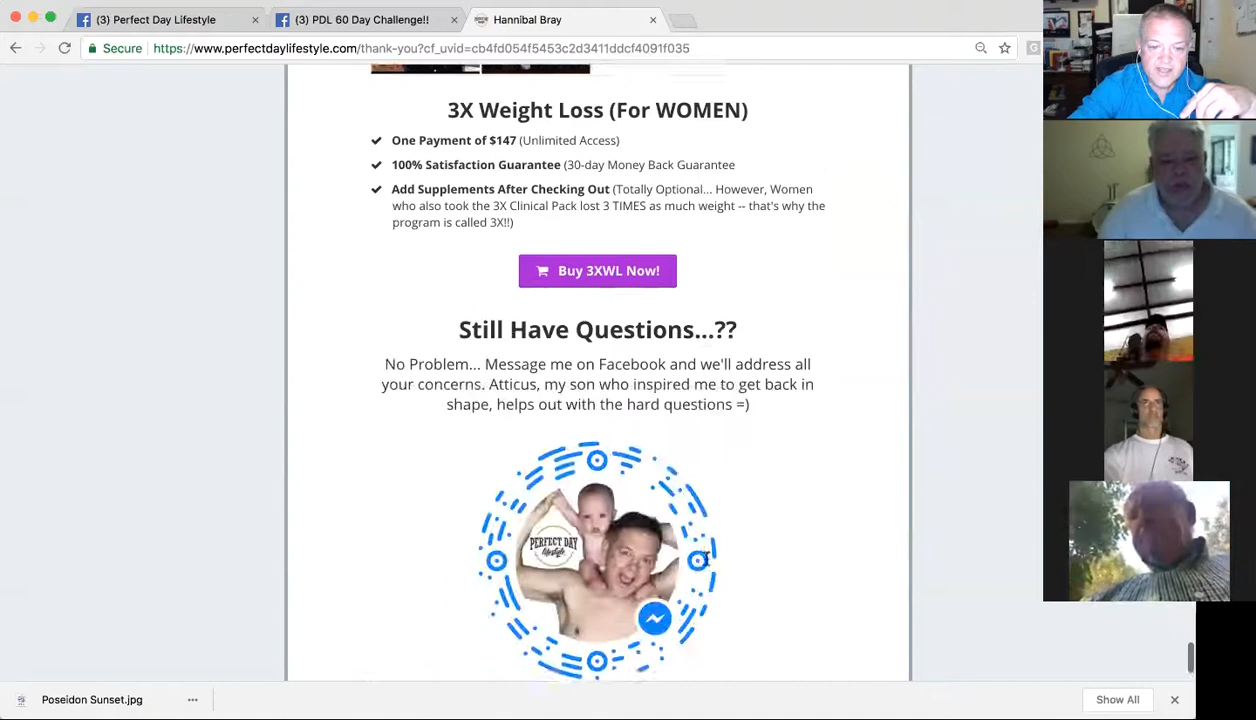 (3) Perfect Day Lifestyle
(3) PDL 60 Day Challenge!!
Hannibal Bray
Secure
https://www.perfectdaylifestyle.com/thank-you?cf_uvid=cb4fd054f5453c2d3411ddcf4091f035
3X Weight Loss (For WOMEN)
One Payment of $147 (Unlimited Access)
100% Satisfaction Guarantee (30-day Money Back Guarantee
Add Supplements After Checking Out (Totally Optional... However, Women
who also took the 3X Clinical Pack lost 3 TIMES as much weight -- that's why the
program is called 3X!!)
Buy 3XWL Now!
Still Have Questions...??
No Problem... Message me on Facebook and we'll address all
your concerns. Atticus, my son who inspired me to get back in
shape, helps out with the hard questions =)
PERFECT DAY
lifestyle
Poseidon Sunset.jpg
Show All